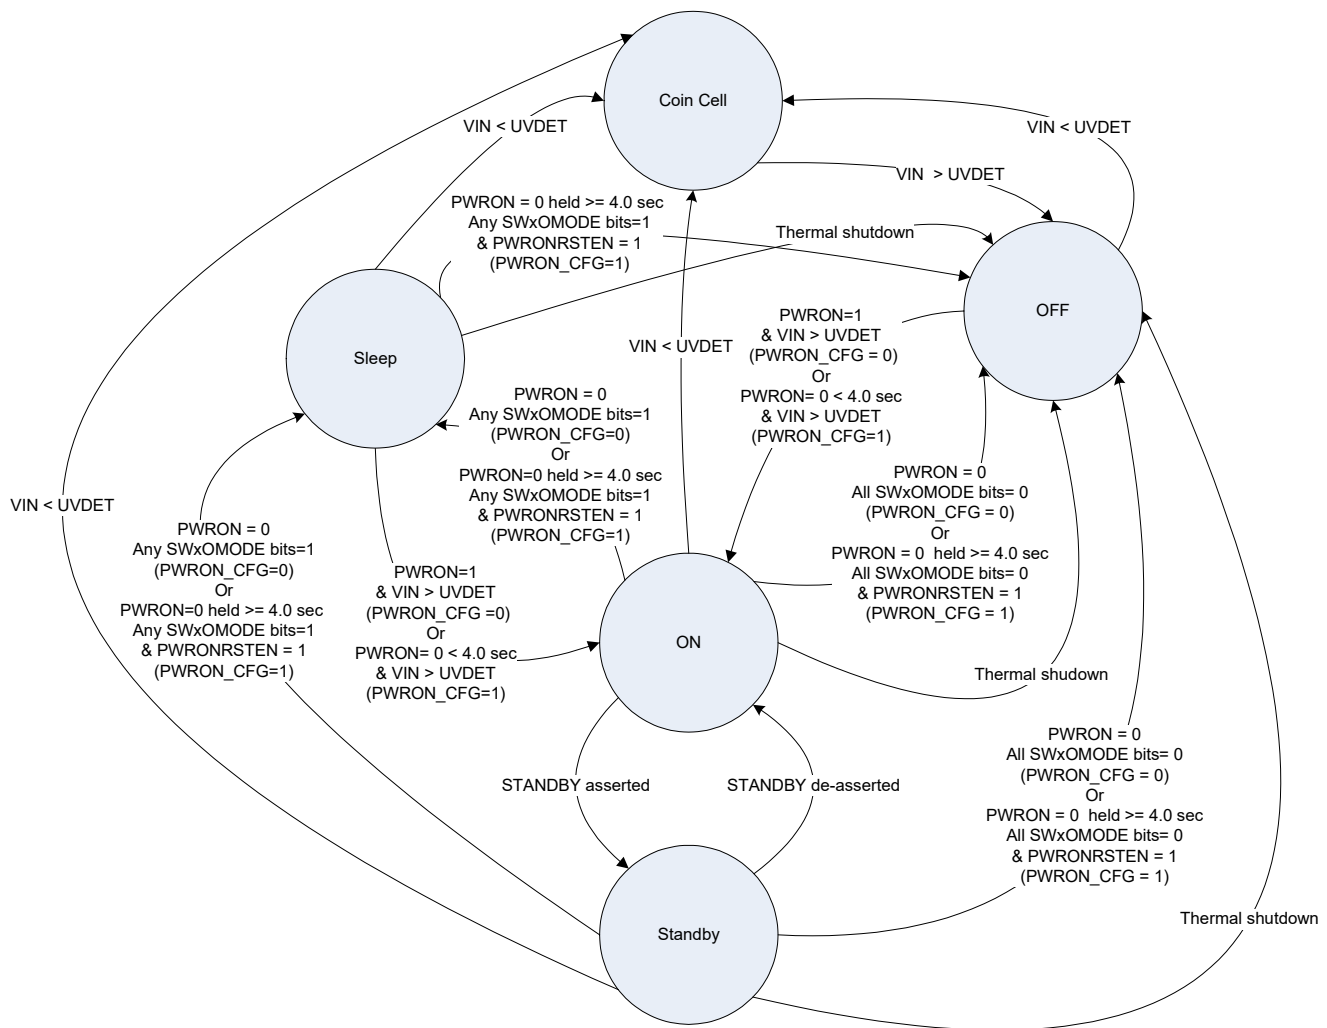 Coin Cell
VIN < UVDET
VIN < UVDET
VIN > UVDET
PWRON = 0 held >= 4.0 sec
Any SWxOMODE bits=1
& PWRONRSTEN = 1
(PWRON_CFG=1)
Thermal shutdown
OFF
Sleep
VIN < UVDET
PWRON=1
& VIN > UVDET
(PWRON_CFG = 0)
Or
PWRON= 0 < 4.0 sec
& VIN > UVDET
(PWRON_CFG=1)
PWRON = 0
Any SWxOMODE bits=1
(PWRON_CFG=0)
Or
PWRON=0 held >= 4.0 sec
Any SWxOMODE bits=1
& PWRONRSTEN = 1
(PWRON_CFG=1)
PWRON = 0
All SWxOMODE bits= 0
(PWRON_CFG = 0)
Or
PWRON = 0 held >= 4.0 sec
All SWxOMODE bits= 0
& PWRONRSTEN = 1
(PWRON_CFG = 1)
VIN < UVDET
PWRON = 0
Any SWxOMODE bits=1
(PWRON_CFG=0)
Or
PWRON=0 held >= 4.0 sec
Any SWxOMODE bits=1
& PWRONRSTEN = 1
(PWRON_CFG=1)
PWRON=1
& VIN > UVDET
(PWRON_CFG =0)
Or
PWRON= 0 < 4.0 sec
& VIN > UVDET
(PWRON_CFG=1)
ON
Thermal shudown
STANDBY asserted
STANDBY de-asserted
PWRON = 0
All SWxOMODE bits= 0
(PWRON_CFG = 0)
Or
PWRON = 0 held >= 4.0 sec
All SWxOMODE bits= 0
& PWRONRSTEN = 1
(PWRON_CFG = 1)
Standby
Thermal shutdown